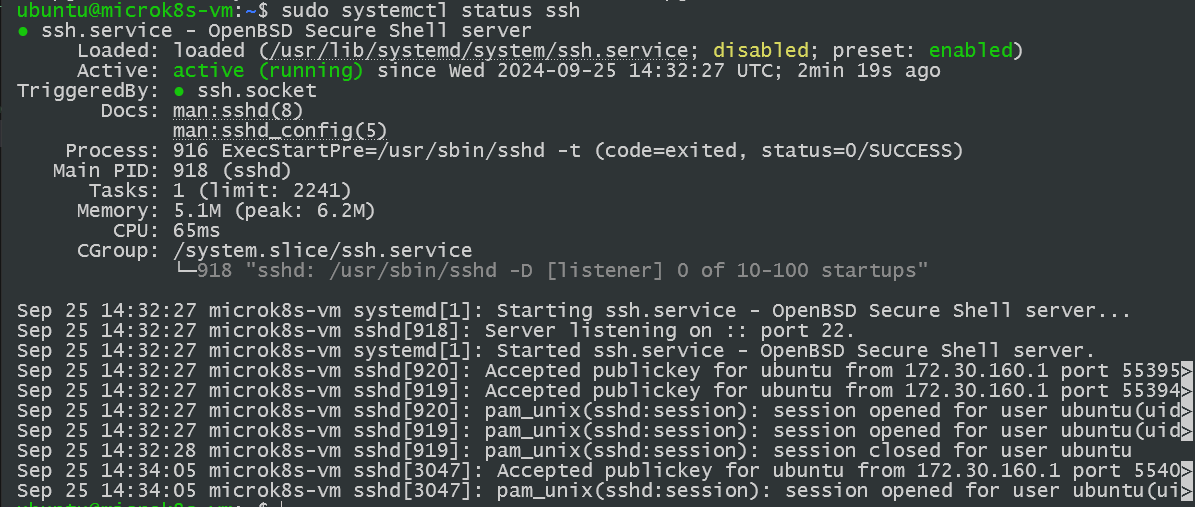 ubuntu@microk8s-vm:~$ sudo systemctl status ssh
● ssh.service - OpenBSD Secure Shell server
     Loaded: loaded (/usr/lib/systemd/system/ssh.service; disabled; preset: enabled)
     Active: active (running) since Wed 2024-09-25 14:32:27 UTC; 2min 19s ago
TriggeredBy: ● ssh.socket
       Docs: man:sshd(8)
             man:sshd_config(5)
    Process: 916 ExecStartPre=/usr/sbin/sshd -t (code=exited, status=0/SUCCESS)
   Main PID: 918 (sshd)
      Tasks: 1 (limit: 2241)
     Memory: 5.1M (peak: 6.2M)
        CPU: 65ms
     CGroup: /system.slice/ssh.service
             └─918 "sshd: /usr/sbin/sshd -D [listener] 0 of 10-100 startups"

Sep 25 14:32:27 microk8s-vm systemd[1]: Starting ssh.service - OpenBSD Secure Shell server...
Sep 25 14:32:27 microk8s-vm sshd[918]: Server listening on :: port 22.
Sep 25 14:32:27 microk8s-vm systemd[1]: Started ssh.service - OpenBSD Secure Shell server.
Sep 25 14:32:27 microk8s-vm sshd[920]: Accepted publickey for ubuntu from 172.30.160.1 port 55395>
Sep 25 14:32:27 microk8s-vm sshd[919]: Accepted publickey for ubuntu from 172.30.160.1 port 55394>
Sep 25 14:32:27 microk8s-vm sshd[920]: pam_unix(sshd:session): session opened for user ubuntu(uid>
Sep 25 14:32:27 microk8s-vm sshd[919]: pam_unix(sshd:session): session opened for user ubuntu(uid>
Sep 25 14:32:28 microk8s-vm sshd[919]: pam_unix(sshd:session): session closed for user ubuntu
Sep 25 14:34:05 microk8s-vm sshd[3047]: Accepted publickey for ubuntu from 172.30.160.1 port 5540>
Sep 25 14:34:05 microk8s-vm sshd[3047]: pam_unix(sshd:session): session opened for user ubuntu(ui>
ubuntu@microk8s-vm:~$